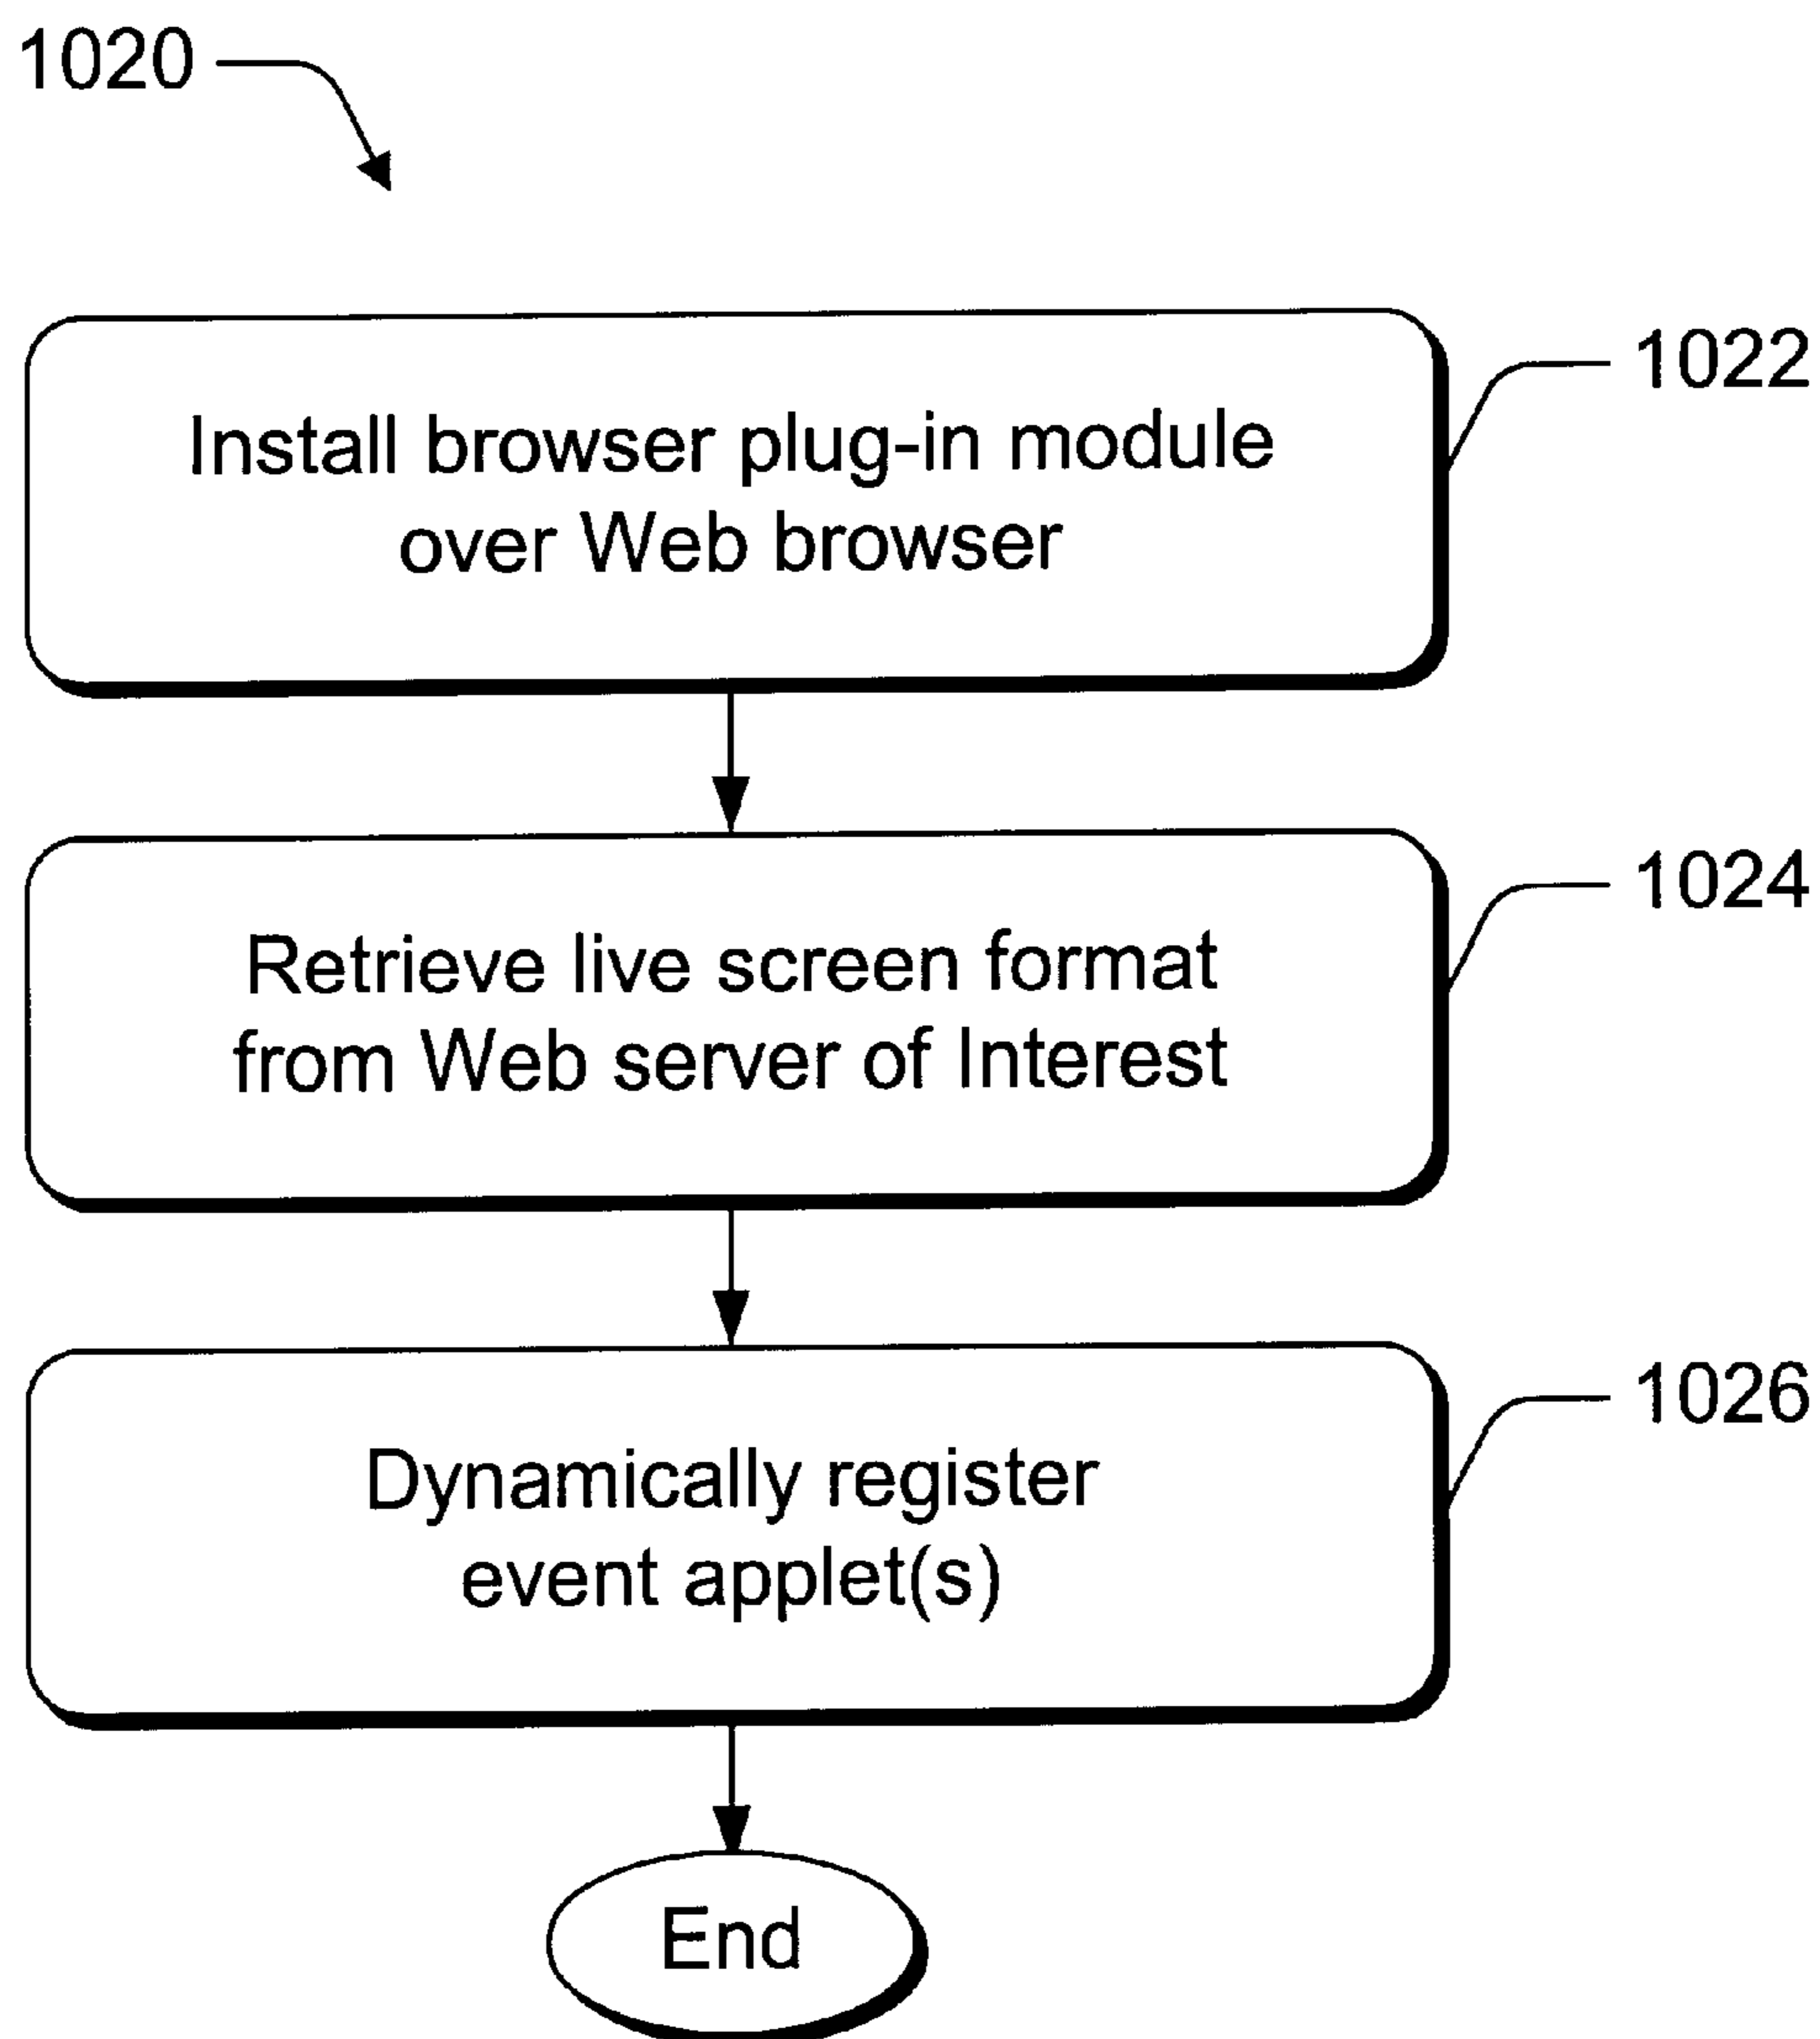 1020
Install browser plug-in module
over Web browser
1022
Retrieve live screen format
from Web server of Interest
1024
Dynamically register
event applet(s)
1026
End